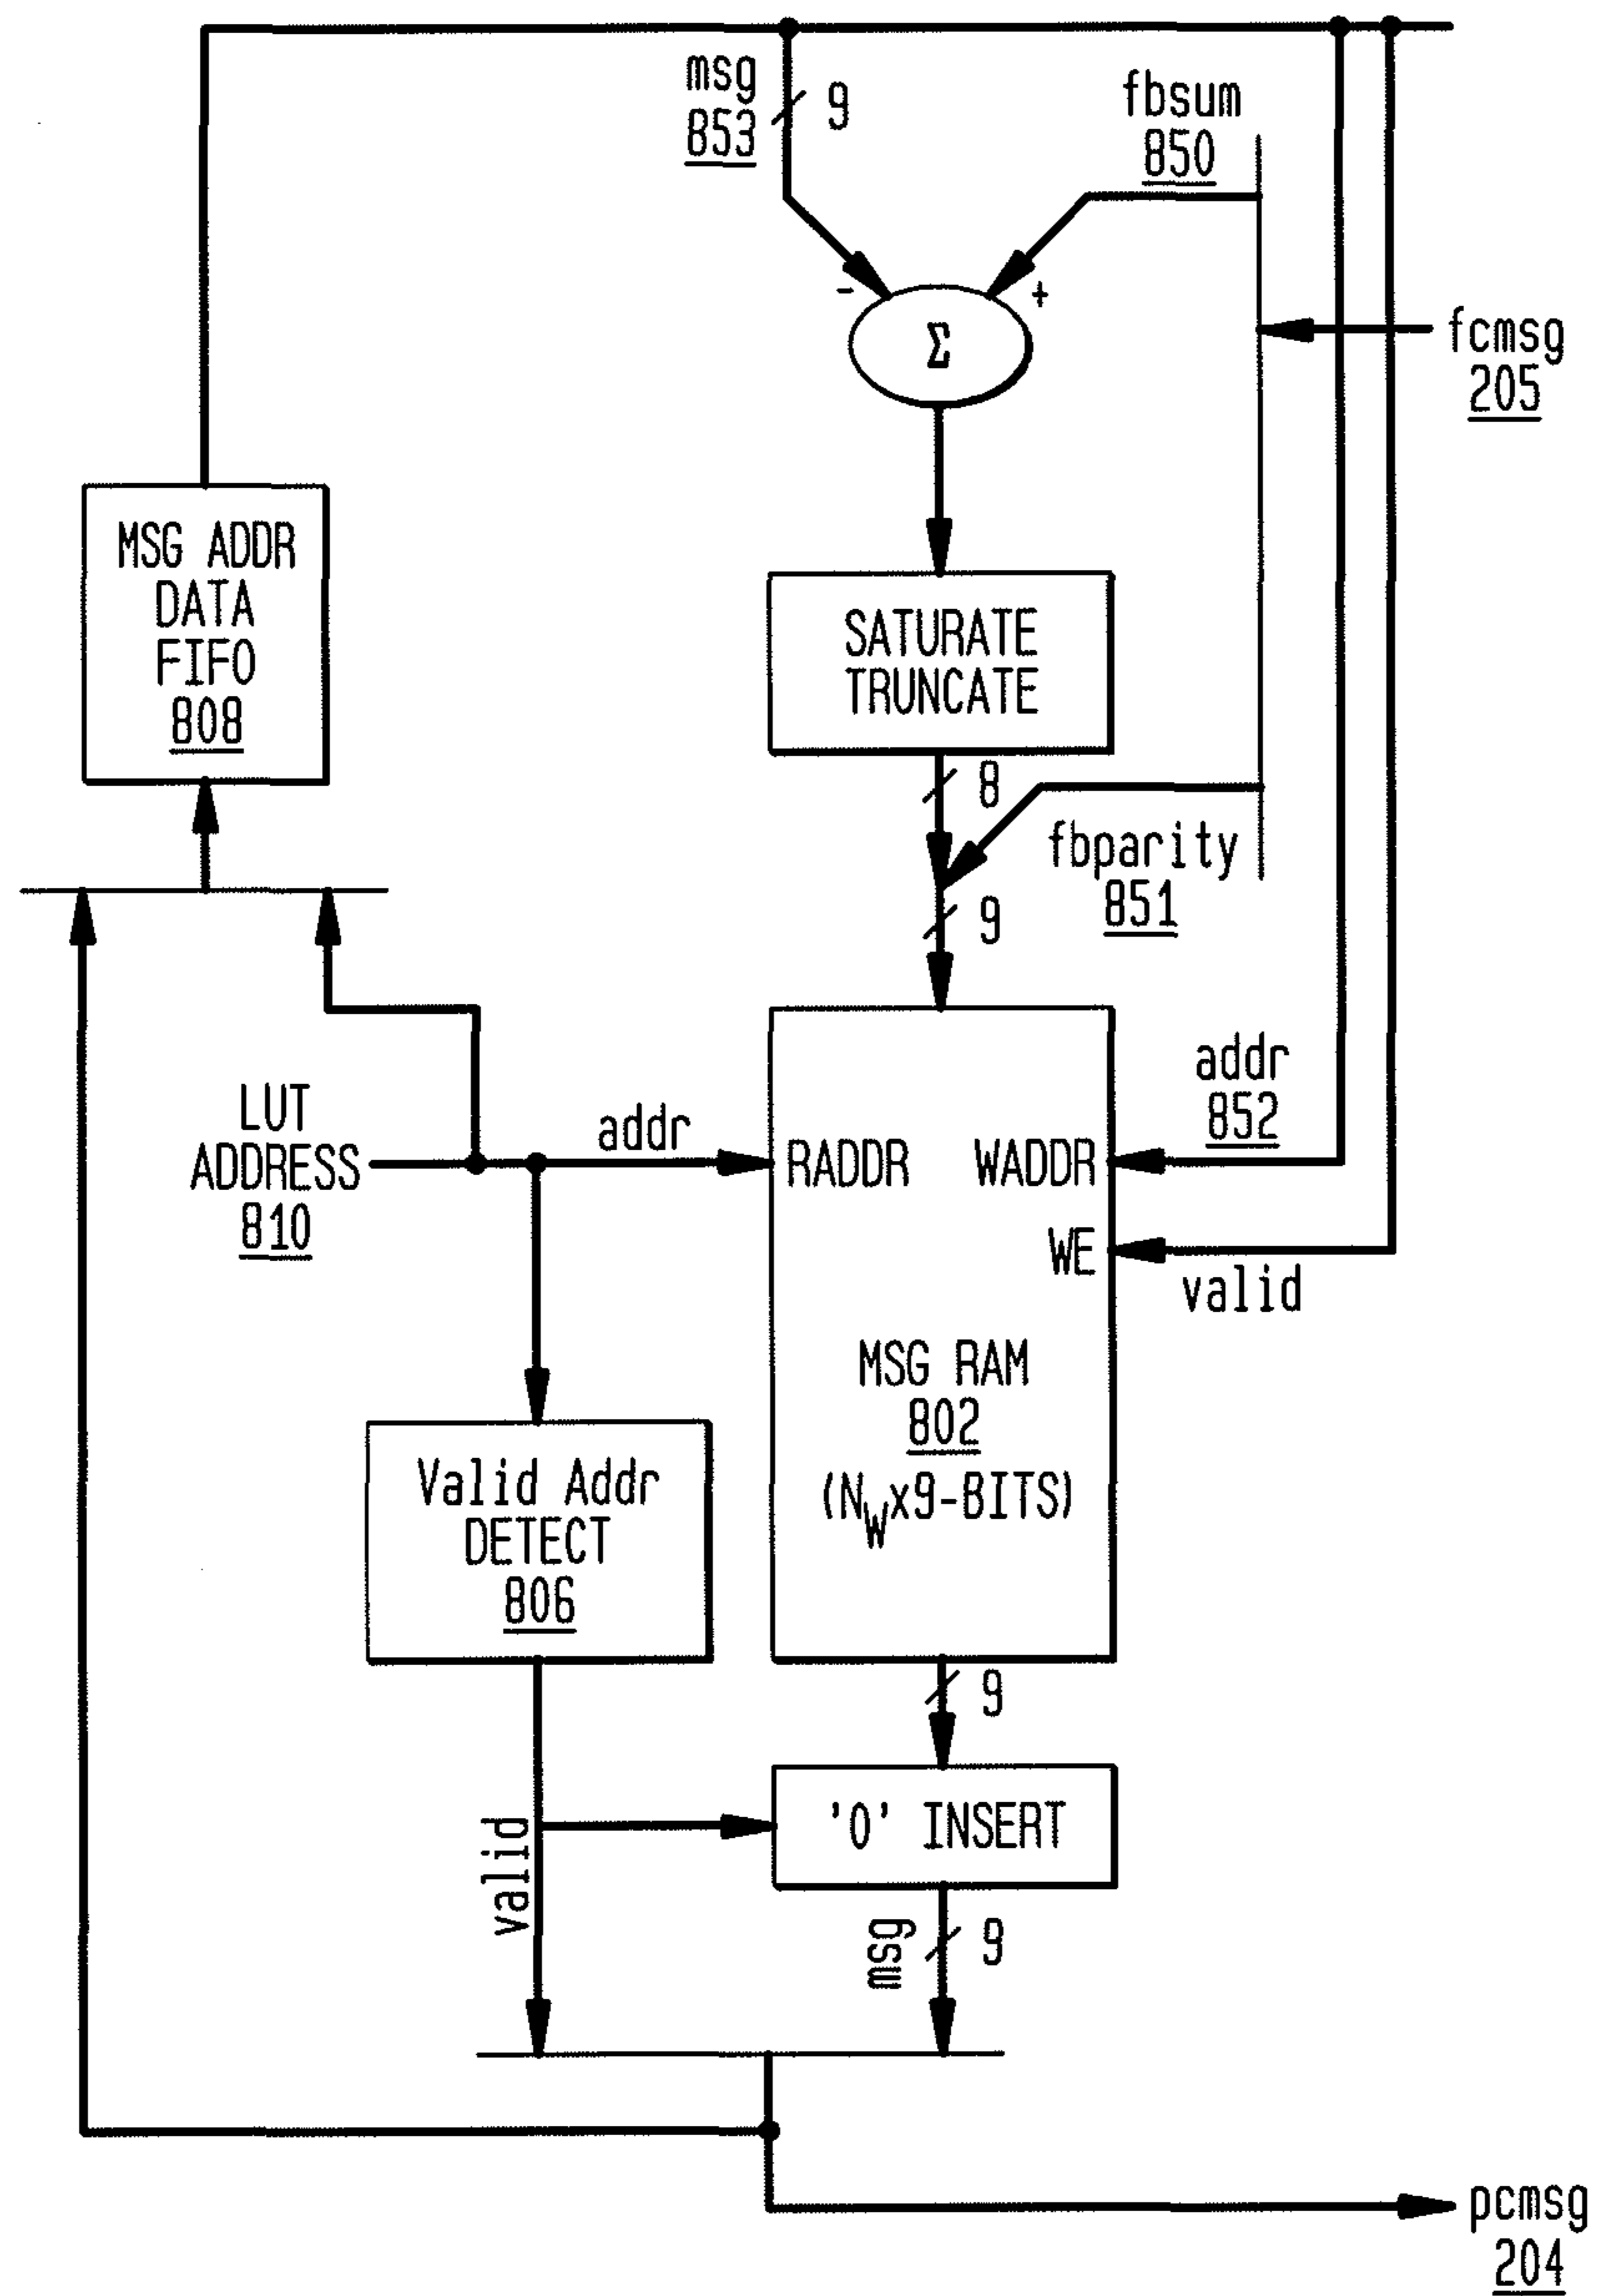 msg
853
9
fbsum
850
-
+
Σ
fcmsg
205
MSG ADDR
DATA
FIFO
808
SATURATE
TRUNCATE
8
fbparity
851
9
LUT
ADDRESS
810
addr
RADDR
WADDR
addr
852
WE
valid
MSG RAM
802
(NWx9-BITS)
Valid Addr
DETECT
806
9
valid
'0' INSERT
msg
9
pcmsg
204